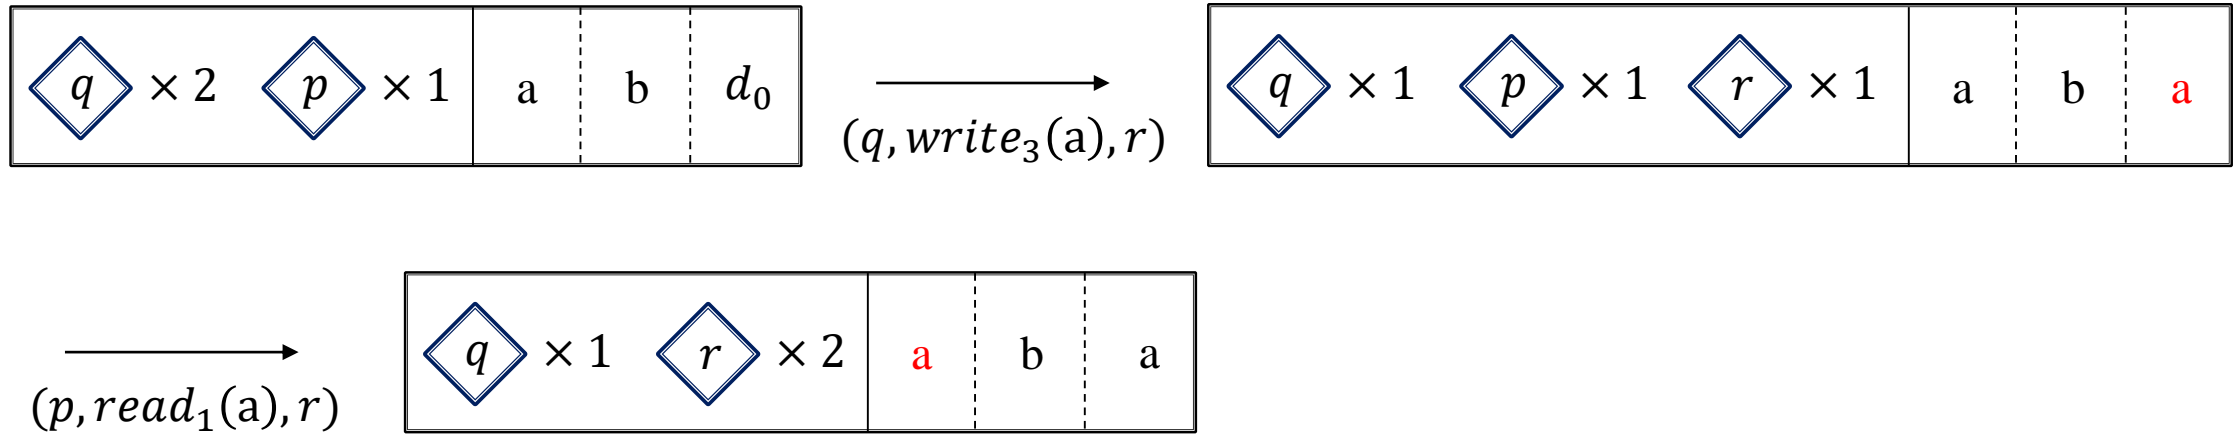 q × 2 p × 1 a b d₀
(q, write₃(a), r)
q × 1 p × 1 r × 1 a b a
(p, read₁(a), r)
q × 1 r × 2 a b a